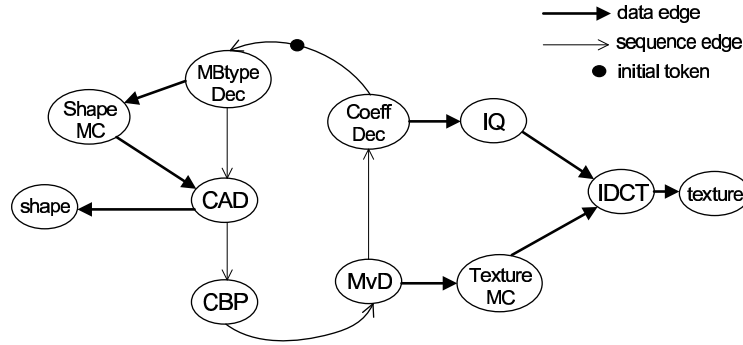 data edge
sequence edge
initial token
MBtype
Dec
Shape
MC
Coeff
Dec
IQ
shape
CAD
IDCT
texture
CBP
MvD
Texture
MC